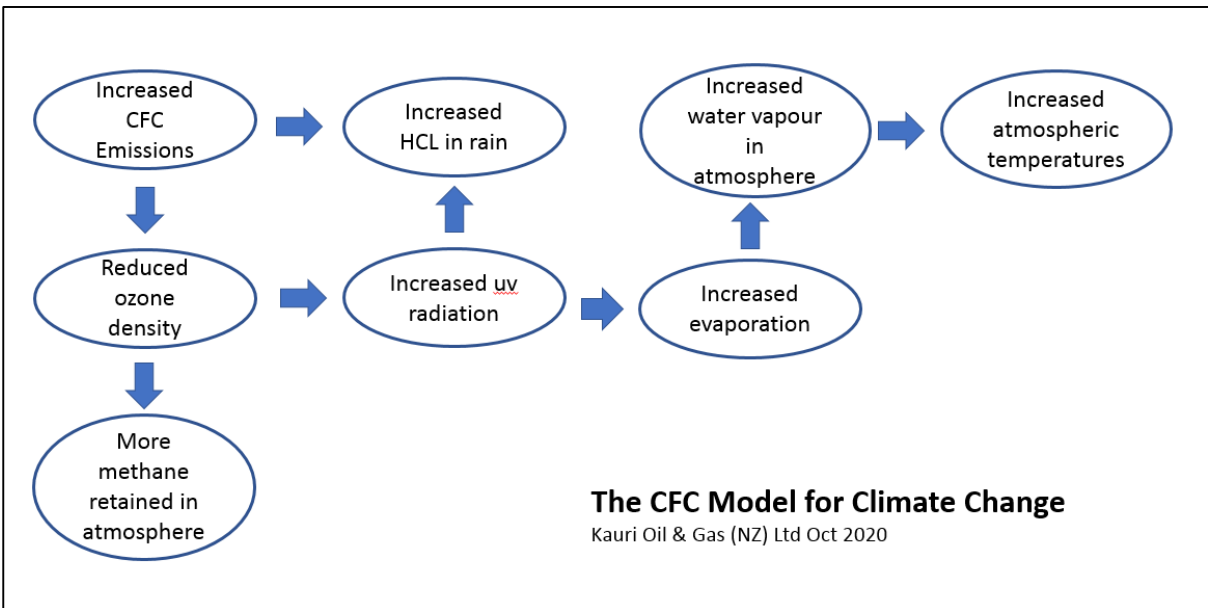 Increased
CFC
Emissions
Increased
HCL in rain
Increased
water vapour
in
atmosphere
Increased
atmospheric
temperatures
Reduced
ozone
density
Increased uv
radiation
Increased
evaporation
More
methane
retained in
atmosphere
The CFC Model for Climate Change
Kauri Oil & Gas (NZ) Ltd Oct 2020